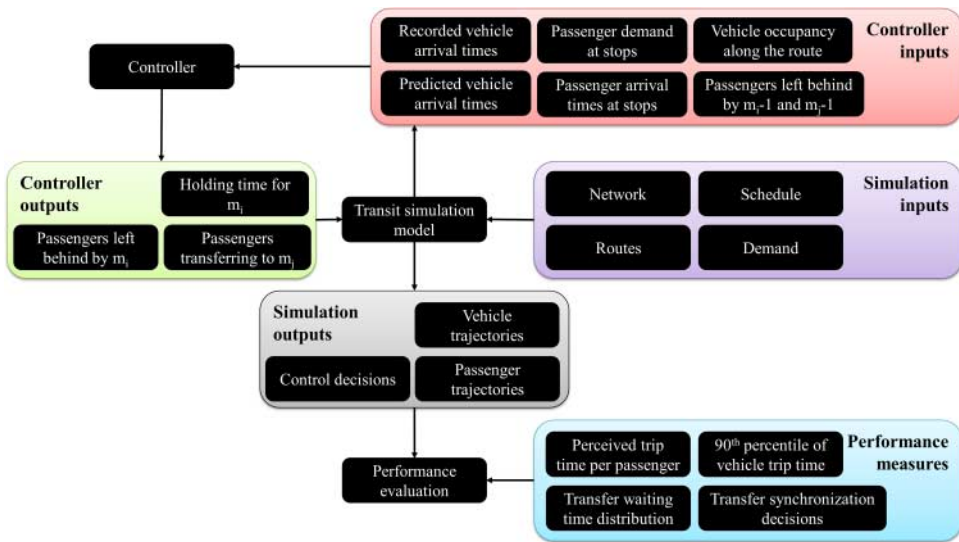 Recorded vehicle
arrival times
Passenger demand
at stops
Vehicle occupancy
along the route
Controller
inputs
Predicted vehicle
arrival times
Passenger arrival
times at stops
Passengers left behind
by mi-1 and mj-1
Controller
Controller
outputs
Holding time for
mi
Passengers left
behind by mi
Passengers
transferring to mj
Transit simulation
model
Network
Schedule
Simulation
inputs
Routes
Demand
Simulation
outputs
Vehicle
trajectories
Control decisions
Passenger
trajectories
Performance
evaluation
Perceived trip
time per passenger
90th percentile of
vehicle trip time
Performance
measures
Transfer waiting
time distribution
Transfer synchronization
decisions